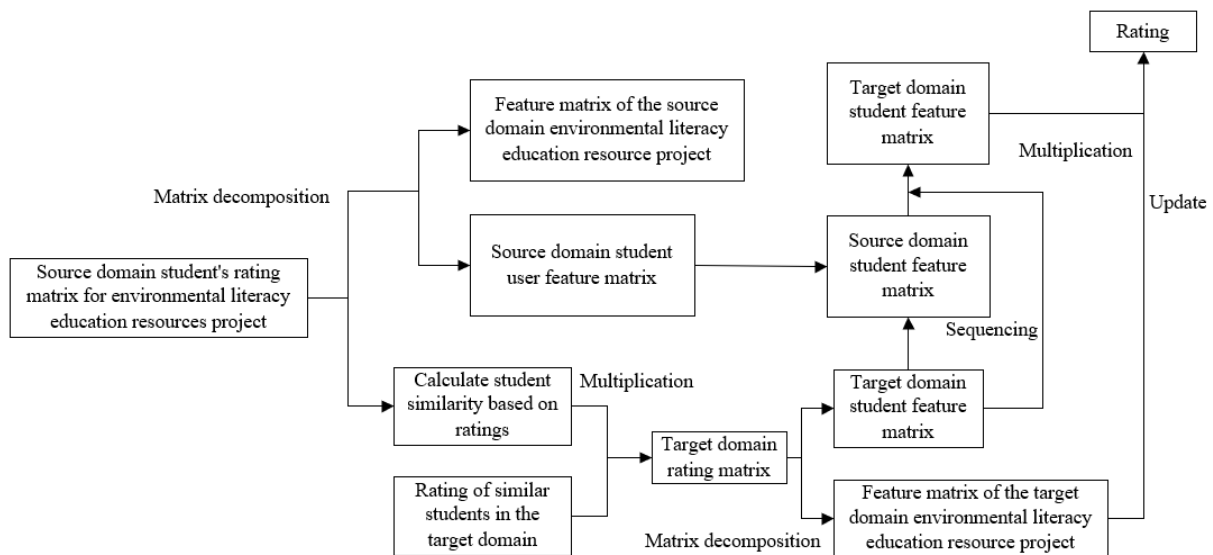 Rating
Target domain
student feature
matrix
Feature matrix of the source
domain environmental literacy
education resource project
Multiplication
Matrix decomposition
Update
Source domain student
user feature matrix
Source domain
student feature
matrix
Source domain student's rating
matrix for environmental literacy
education resources project
Sequencing
Calculate student
similarity based on
ratings
Multiplication
Target domain
student feature
matrix
Target domain
rating matrix
Rating of similar
students in the
target domain
Feature matrix of the target
domain environmental literacy
education resource project
Matrix decomposition